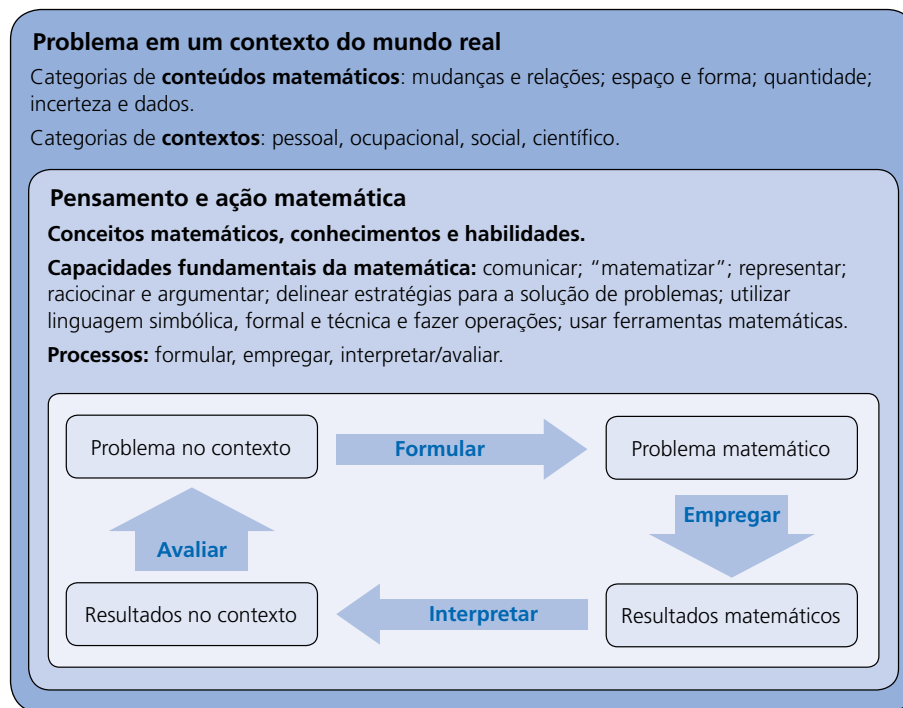 Problema em um contexto do mundo real
Categorias de conteúdos matemáticos: mudanças e relações; espaço e forma; quantidade;
incerteza e dados.
Categorias de contextos: pessoal, ocupacional, social, científico.
Pensamento e ação matemática
Conceitos matemáticos, conhecimentos e habilidades.
Capacidades fundamentais da matemática: comunicar; “matematizar”; representar;
raciocinar e argumentar; delinear estratégias para a solução de problemas; utilizar
linguagem simbólica, formal e técnica e fazer operações; usar ferramentas matemáticas.
Processos: formular, empregar, interpretar/avaliar.
Problema no contexto
Formular
Problema matemático
Empregar
Avaliar
Resultados no contexto
Interpretar
Resultados matemáticos